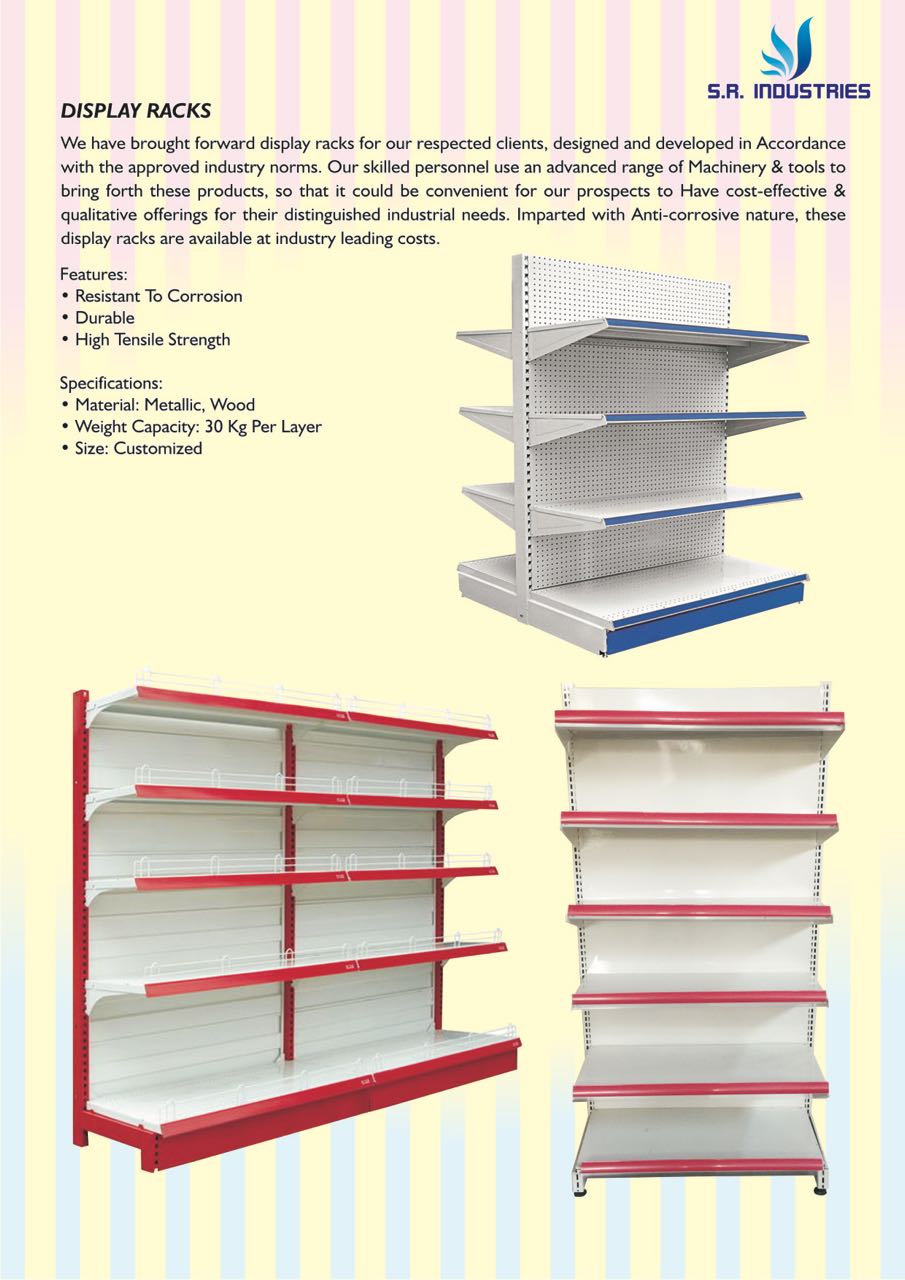 S.R. INDUSTRIES
DISPLAY RACKS
We have brought forward display racks for our respected clients, designed and developed in Accordance
with the approved industry norms. Our skilled personnel use an advanced range of Machinery & tools to
bring forth these products, so that it could be convenient for our prospects to Have cost-effective &
qualitative offerings for their distinguished industrial needs. Imparted with Anti-corrosive nature, these
display racks are available at industry leading costs.
Features:
• Resistant To Corrosion
• Durable
• High Tensile Strength
Specifications:
• Material: Metallic, Wood
• Weight Capacity: 30 Kg Per Layer
• Size: Customized